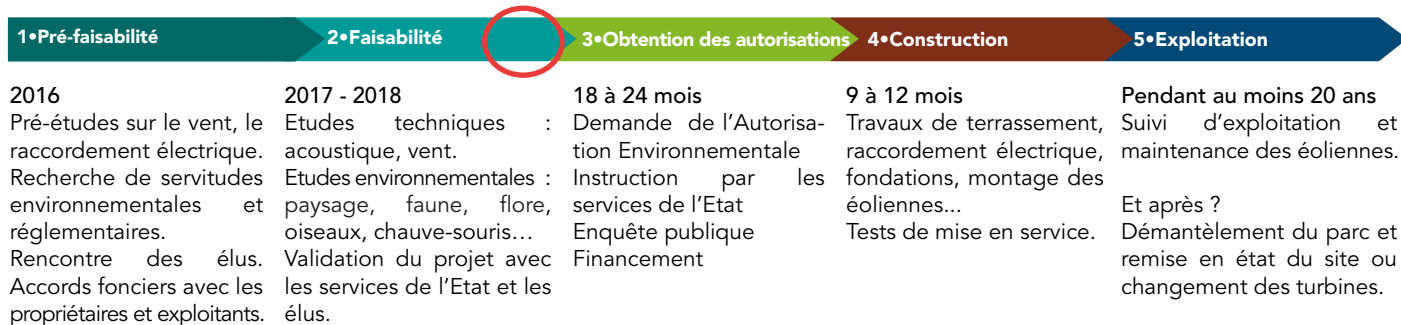 1•Pré-faisabilité
2•Faisabilité
3•Obtention des autorisations
4•Construction
5•Exploitation
2016
Pré-études sur le vent, le
raccordement électrique.
Recherche de servitudes
environnementales et
réglementaires.
Rencontre des élus.
Accords fonciers avec les
propriétaires et exploitants.
2017 - 2018
Etudes techniques :
acoustique, vent.
Etudes environnementales :
paysage, faune, flore,
oiseaux, chauve-souris…
Validation du projet avec
les services de l'Etat et les
élus.
18 à 24 mois
Demande de l'Autorisa-
tion Environnementale
Instruction par les
services de l'Etat
Enquête publique
Financement
9 à 12 mois
Travaux de terrassement,
raccordement électrique,
fondations, montage des
éoliennes...
Tests de mise en service.
Pendant au moins 20 ans
Suivi d'exploitation et
maintenance des éoliennes.
Et après ?
Démantèlement du parc et
remise en état du site ou
changement des turbines.